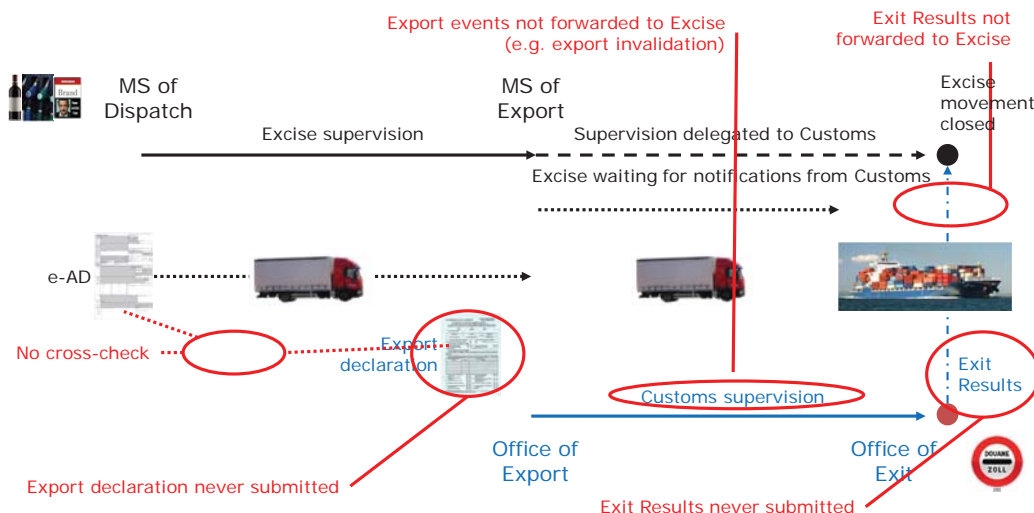 Export events not forwarded to Excise
(e.g. export invalidation)
Exit Results not
forwarded to Excise
MS of
Dispatch
MS of
Export
Excise
movement
closed
Brand
Excise supervision
Supervision delegated to Customs
Excise waiting for notifications from Customs
e-AD
No cross-check
Export
declaration
Exit
Results
Customs supervision
Office of
Export
Office of
Exit
DOUANE
ZOLL
Export declaration never submitted
Exit Results never submitted